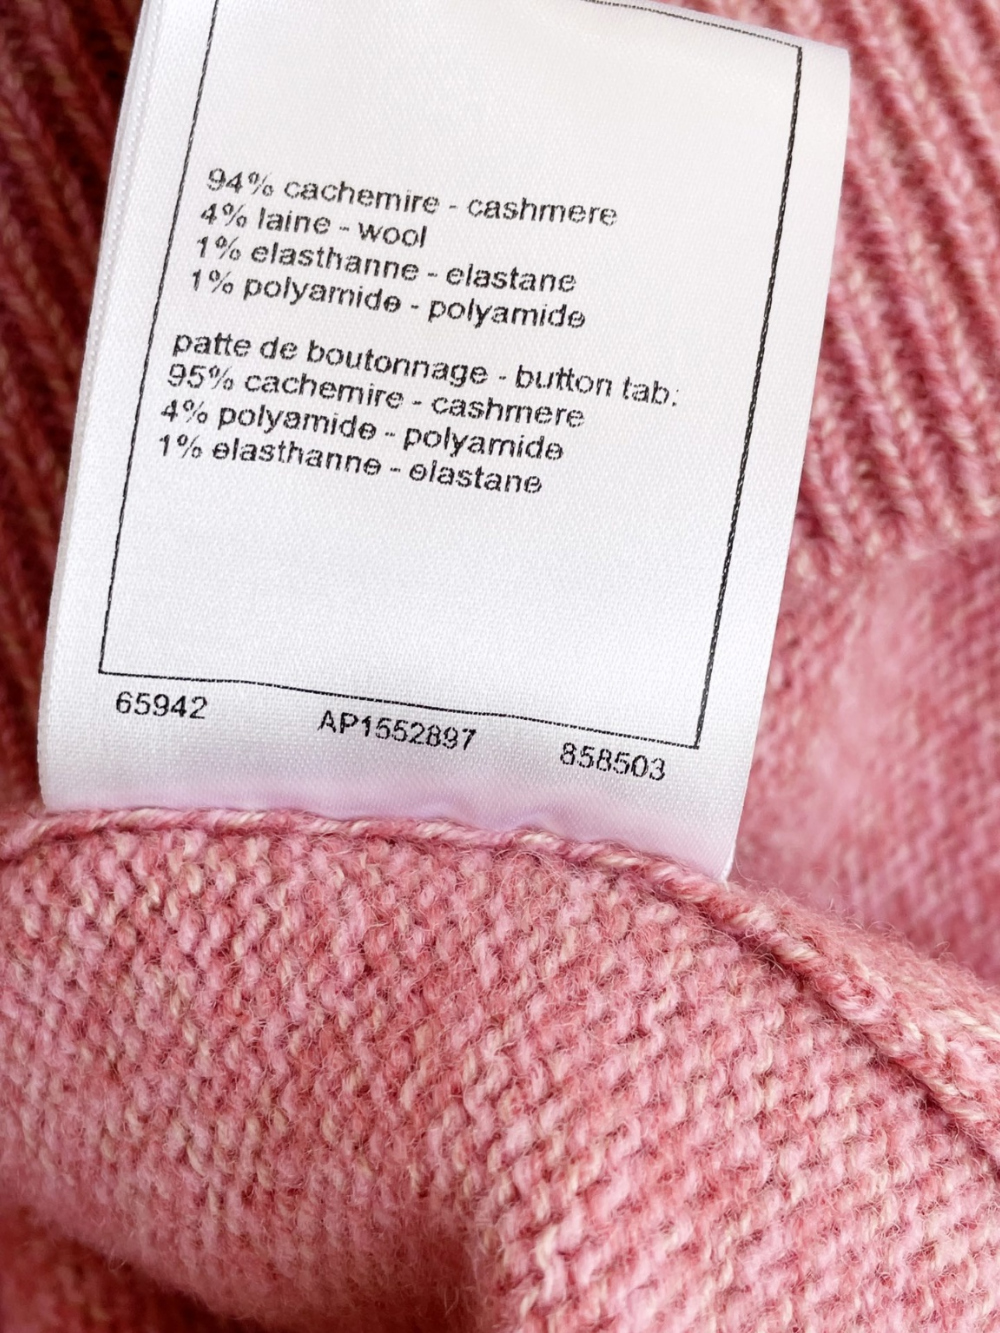 94% cachemire - cashmere
4% laine - wool
1% elasthanne - elastane
1% polyamide - polyamide
patte de boutonnage - button tab:
95% cachemire - cashmere
4% polyamide - polyamide
1% elasthanne - elastane
65942 AP1552897 858503